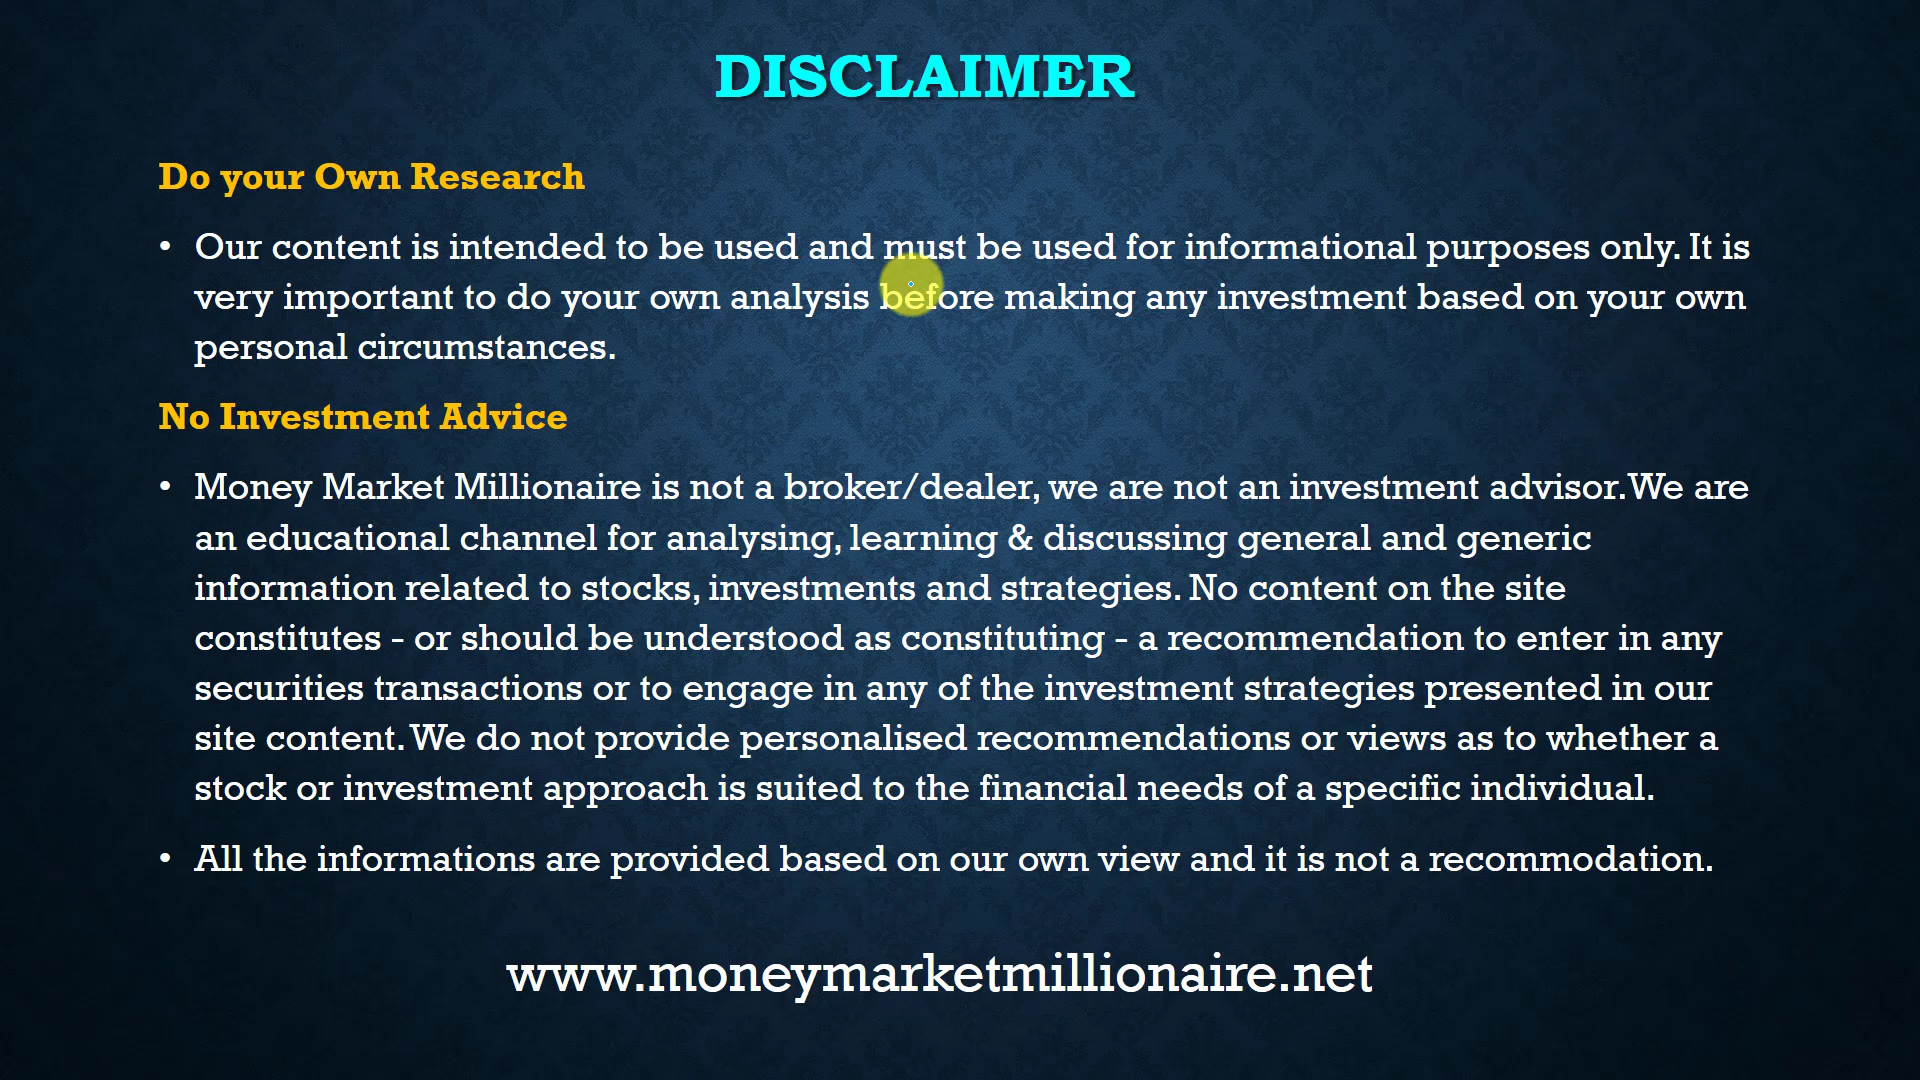 DISCLAIMER
Do your Own Research
• Our content is intended to be used and must be used for informational purposes only. It is
very important to do your own analysis before making any investment based on your own
personal circumstances.
No Investment Advice
• Money Market Millionaire is not a broker/dealer, we are not an investment advisor. We are
an educational channel for analysing, learning & discussing general and generic
information related to stocks, investments and strategies. No content on the site
constitutes - or should be understood as constituting - a recommendation to enter in any
securities transactions or to engage in any of the investment strategies presented in our
site content. We do not provide personalised recommendations or views as to whether a
stock or investment approach is suited to the financial needs of a specific individual.
• All the informations are provided based on our own view and it is not a recommodation.
www.moneymarketmillionaire.net